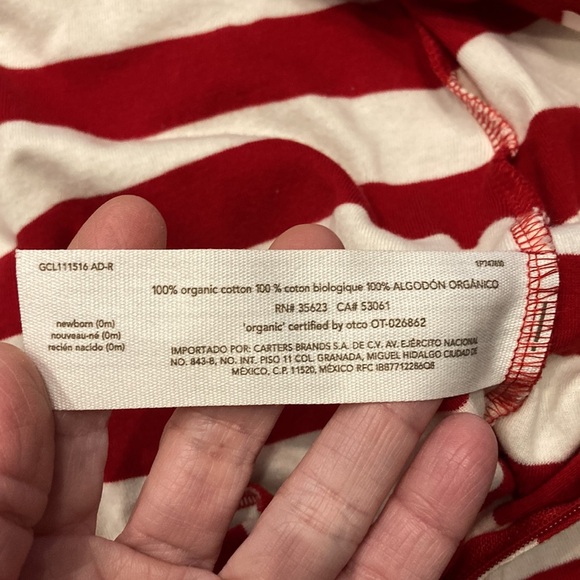 GCL111516 AD-R
1P747850
100% organic cotton 100 % coton biologique 100% ALGODÓN ORGÁNICO
RN# 35623 CA# 53061
'organic' certified by otco OT-026862
newborn (0m)
nouveau-né (0m)
recién nacido (0m)
IMPORTADO POR: CARTERS BRANDS S.A. DE C.V. AV. EJÉRCITO NACIONAL
NO. 843-B, NO. INT. PISO 11 COL. GRANADA, MIGUEL HIDALGO CIUDAD DE
MÉXICO, C.P. 11520, MÉXICO RFC IBB7712286Q8